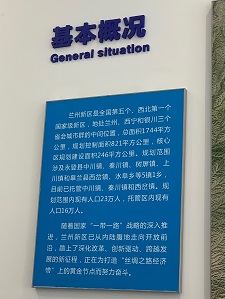 基本概况
General situation
兰州新区是全国第五个、西北第一个
国家级新区，地处兰州、西宁和银川三个
省会城市群的中间位置，总面积1744平方
公里，规划控制面积821平方公里，核心
区规划建设面积246平方公里。规划范围
涉及永登县中川镇、秦川镇、树屏镇、上
川镇和皋兰县西岔镇、水阜乡等5镇1乡，
目前已托管中川镇、秦川镇和西岔镇。规
划范围内现有人口23万人，托管区内现有
人口16万人。
随着国家“一带一路”战略的深入推
进，兰州新区已从内陆腹地走向开放前
沿，踏上了深化改革、创新驱动、跨越发
展的新征程，正在为打造“丝绸之路经济
带”上的黄金节点而努力奋斗。